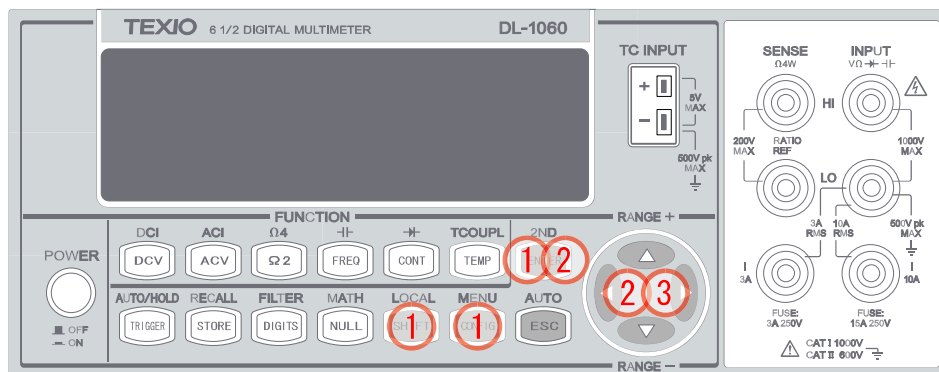 TEXIO 6 1/2 DIGITAL MULTIMETER DL-1060
TC INPUT
+
5V
MAX
−
500V pk
MAX
SENSE INPUT
Ω4W VΩ
HI
200V
MAX
RATIO
REF
1000V
MAX
LO
3A
RMS
10A
RMS
500V pk
MAX
I
3A
I
10A
FUSE:
3A 250V
FUSE:
15A 250V
CAT I 1000V
CAT II 600V
FUNCTION
RANGE +
DCI ACI Ω4 TCOUPL 2ND
POWER
DCV ACV Ω2 FREQ CONT TEMP 1 2
2 3
AUTO/HOLD RECALL FILTER MATH LOCAL MENU AUTO
TRIGGER STORE DIGITS NULL SHIFT 1 CONFIG 1 ESC
OFF
ON
RANGE −